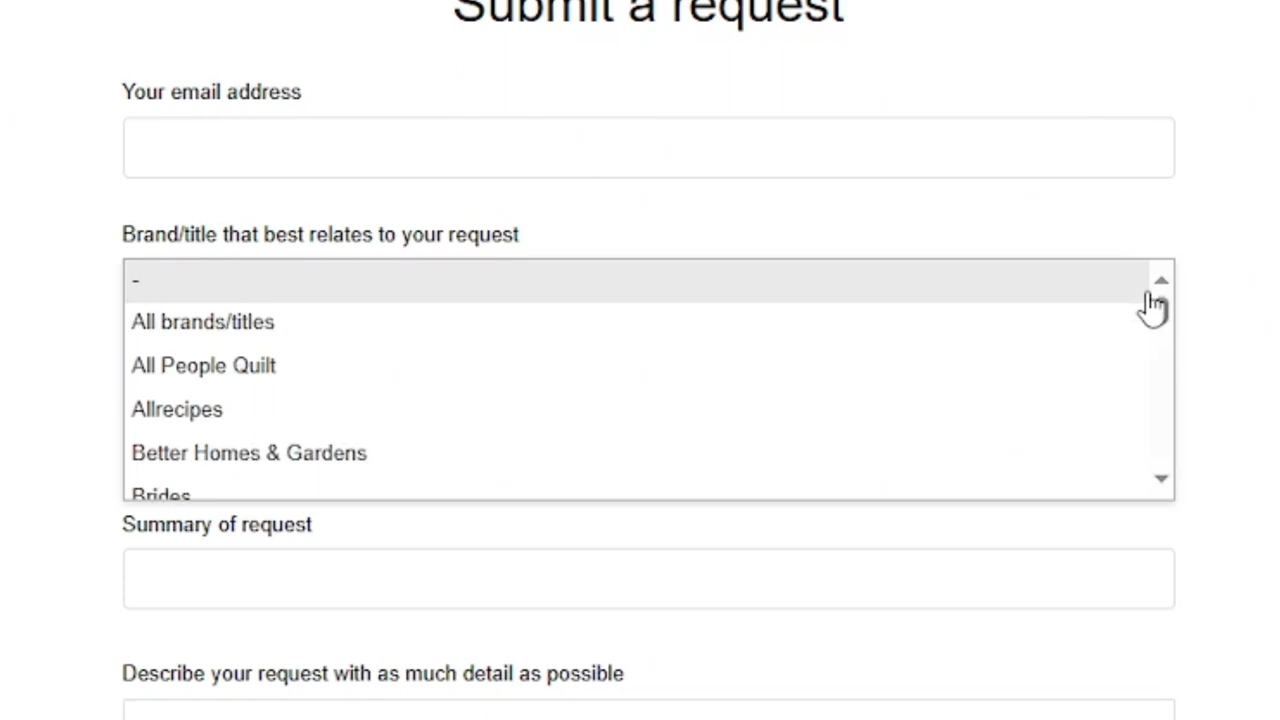 Submit a request
Your email address
Brand/title that best relates to your request
-
All brands/titles
All People Quilt
Allrecipes
Better Homes & Gardens
Brides
Summary of request
Describe your request with as much detail as possible